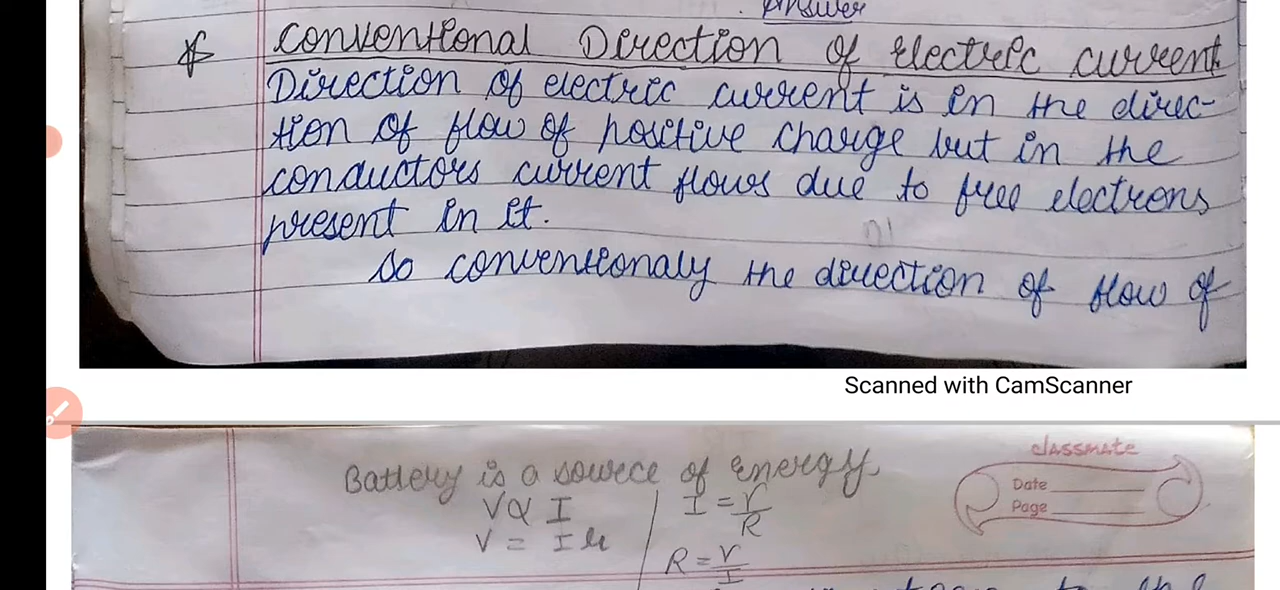 Answer
* Conventional Direction of electric current
Direction of electric current is in the direc-
tion of flow of positive charge but in the
conductors current flows due to free electrons
present in it.
so conventionaly the direction of flow of
Scanned with CamScanner
classmate
Battery is a source of energy.
Date
Page
V α I
I = V/R
V = IR
R = V/I
to the